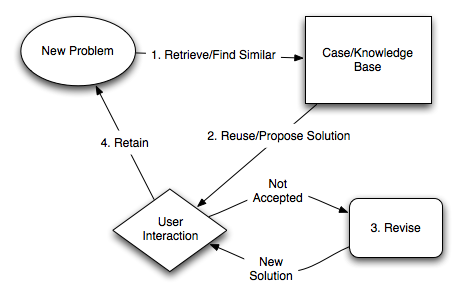 New Problem
1. Retrieve/Find Similar
Case/Knowledge
Base
2. Reuse/Propose Solution
4. Retain
Not
Accepted
User
Interaction
3. Revise
New
Solution